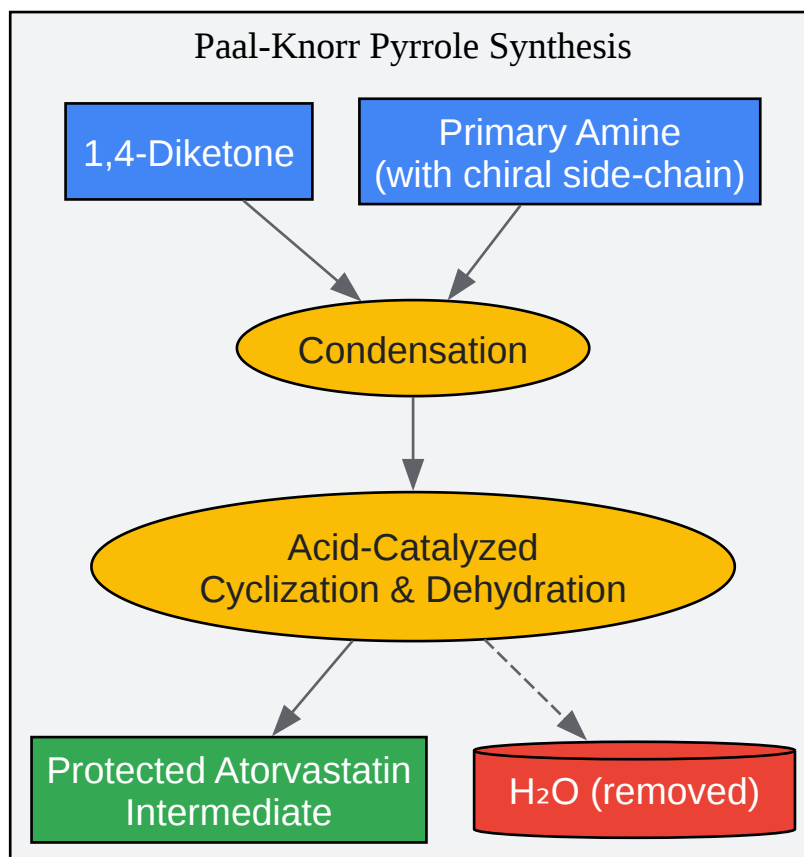 Paal-Knorr Pyrrole Synthesis
1,4-Diketone
Primary Amine
(with chiral side-chain)
Condensation
Acid-Catalyzed
Cyclization & Dehydration
Protected Atorvastatin
Intermediate
H₂O (removed)